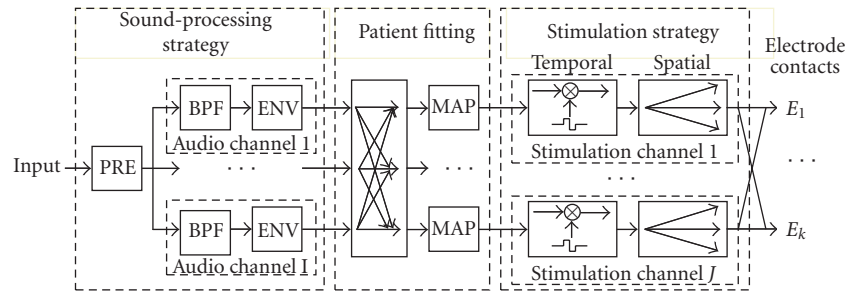 Sound-processing
strategy
Patient fitting
Stimulation strategy
Electrode
contacts
Temporal
Spatial
BPF
ENV
MAP
E1
Audio channel 1
Stimulation channel 1
Input
PRE
. . .
. . .
. . .
. . .
BPF
ENV
MAP
Ek
Audio channel I
Stimulation channel J